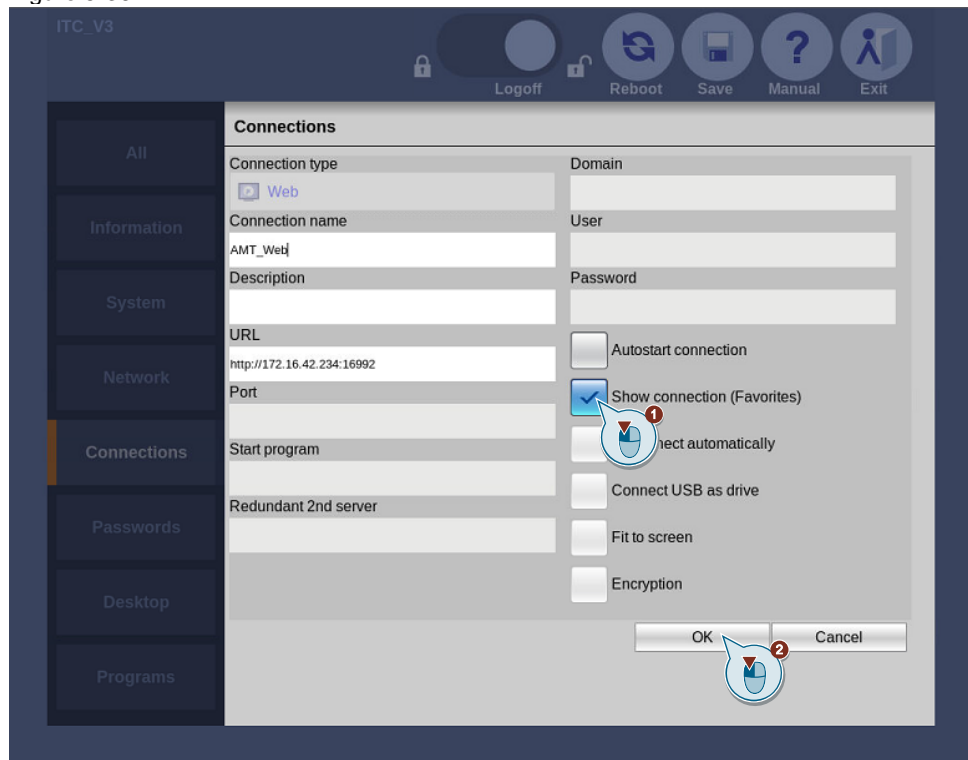 ITC_V3
Logoff
Reboot
Save
Manual
Exit
All
Information
System
Network
Connections
Passwords
Desktop
Programs
Connections
Connection type
Web
Connection name
AMT_Web
Description
URL
http://172.16.42.234:16992
Port
Start program
Redundant 2nd server
Domain
User
Password
Autostart connection
Show connection (Favorites)
1
automatically
Connect USB as drive
Fit to screen
Encryption
OK
Cancel
2